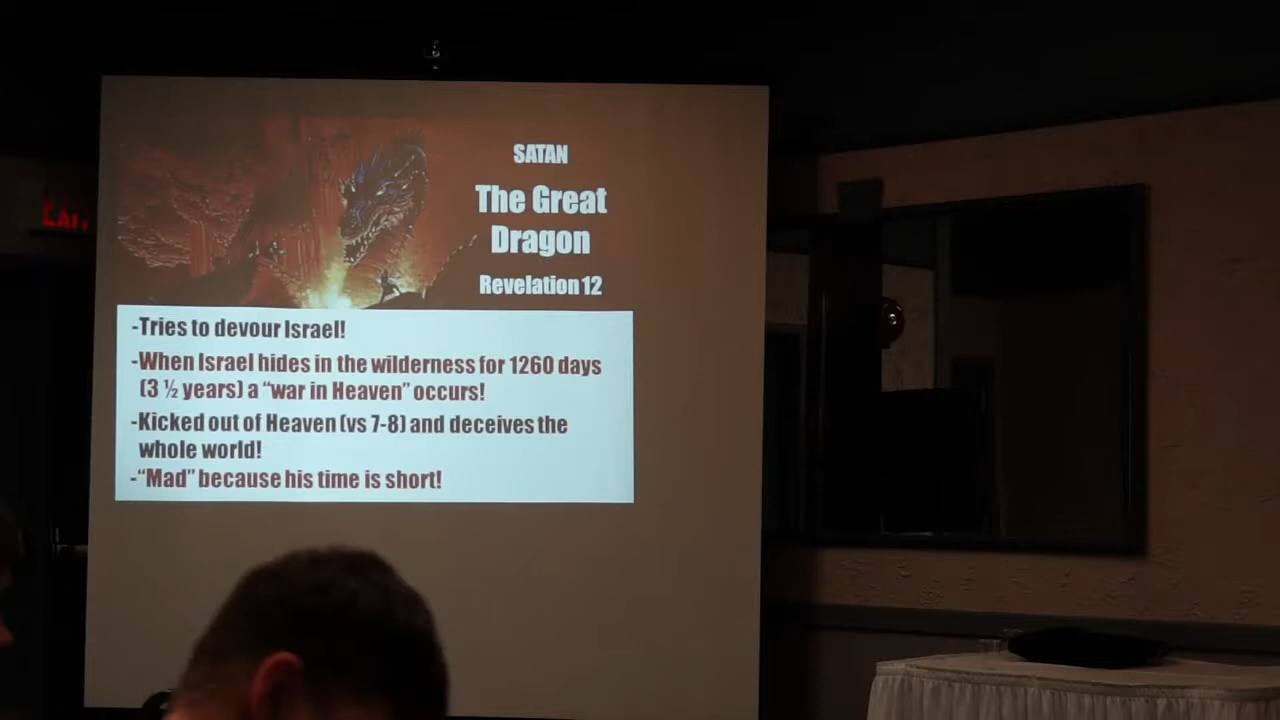 EXIT
SATAN
The Great
Dragon
Revelation 12
-Tries to devour Israel!
-When Israel hides in the wilderness for 1260 days
(3 ½ years) a “war in Heaven” occurs!
-Kicked out of Heaven (vs 7-8) and deceives the
whole world!
-“Mad” because his time is short!